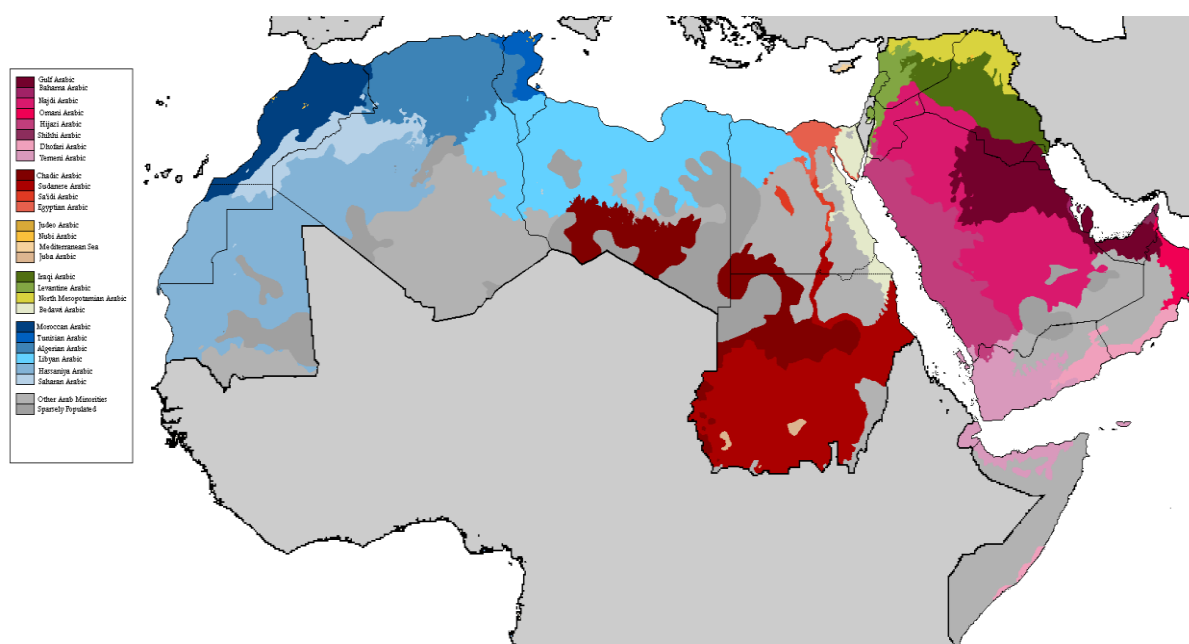 Gulf Arabic
Baharna Arabic
Najdi Arabic
Omani Arabic
Hijazi Arabic
Shihhi Arabic
Dhofari Arabic
Yemeni Arabic
Chadic Arabic
Sudanese Arabic
Sa'idi Arabic
Egyptian Arabic
Judeo Arabic
Nubi Arabic
Mediterranean Sea
Juba Arabic
Iraqi Arabic
Levantine Arabic
North Mesopotamian Arabic
Bedawi Arabic
Moroccan Arabic
Tunisian Arabic
Algerian Arabic
Libyan Arabic
Hassaniya Arabic
Saharan Arabic
Other Arab Minorities
Sparsely Populated